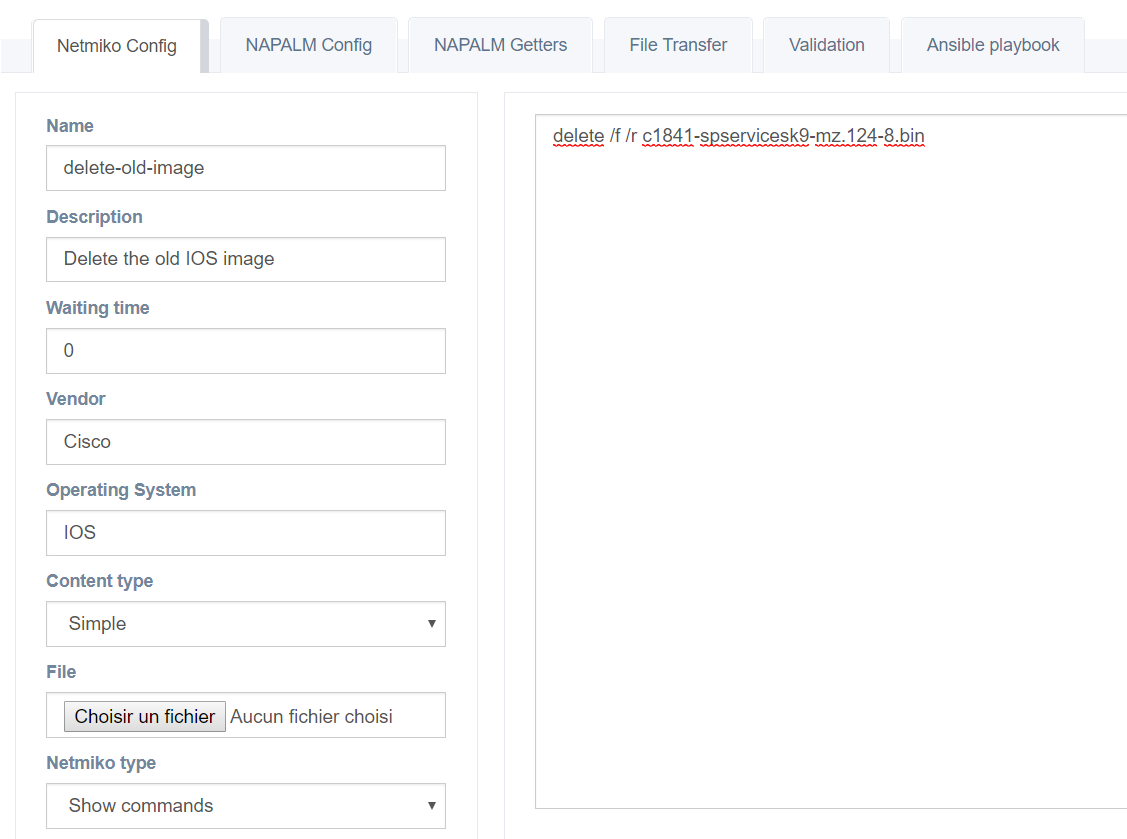 Netmiko Config NAPALM Config NAPALM Getters File Transfer Validation Ansible playbook
Name
delete-old-image
Description
Delete the old IOS image
Waiting time
0
Vendor
Cisco
Operating System
IOS
Content type
Simple
File
Choisir un fichier Aucun fichier choisi
Netmiko type
Show commands
delete /f /r c1841-spservicesk9-mz.124-8.bin